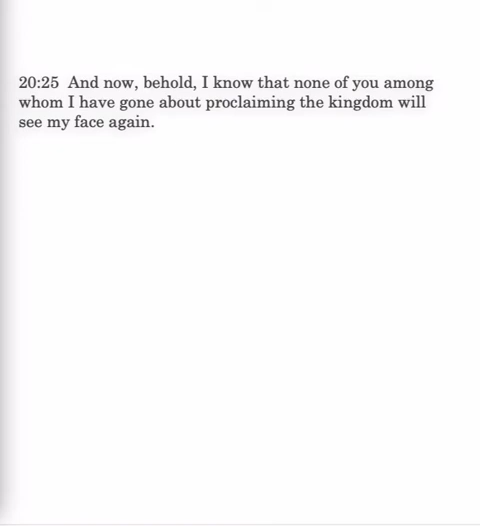 20:25 And now, behold, I know that none of you among
whom I have gone about proclaiming the kingdom will
see my face again.